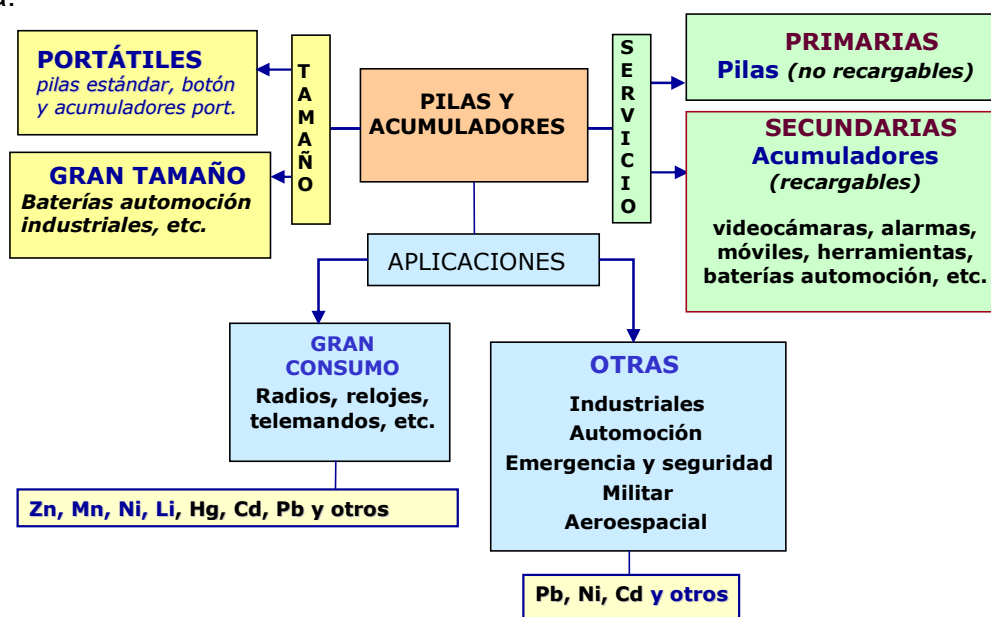 PORTÁTILES
pilas estándar, botón
y acumuladores port.
GRAN TAMAÑO
Baterías automoción
industriales, etc.
TAMAÑO
PILAS Y
ACUMULADORES
SERVICIO
PRIMARIAS
Pilas (no recargables)
SECUNDARIAS
Acumuladores
(recargables)
videocámaras, alarmas,
móviles, herramientas,
baterías automoción, etc.
APLICACIONES
GRAN
CONSUMO
Radios, relojes,
telemandos, etc.
OTRAS
Industriales
Automoción
Emergencia y seguridad
Militar
Aeroespacial
Zn, Mn, Ni, Li, Hg, Cd, Pb y otros
Pb, Ni, Cd y otros